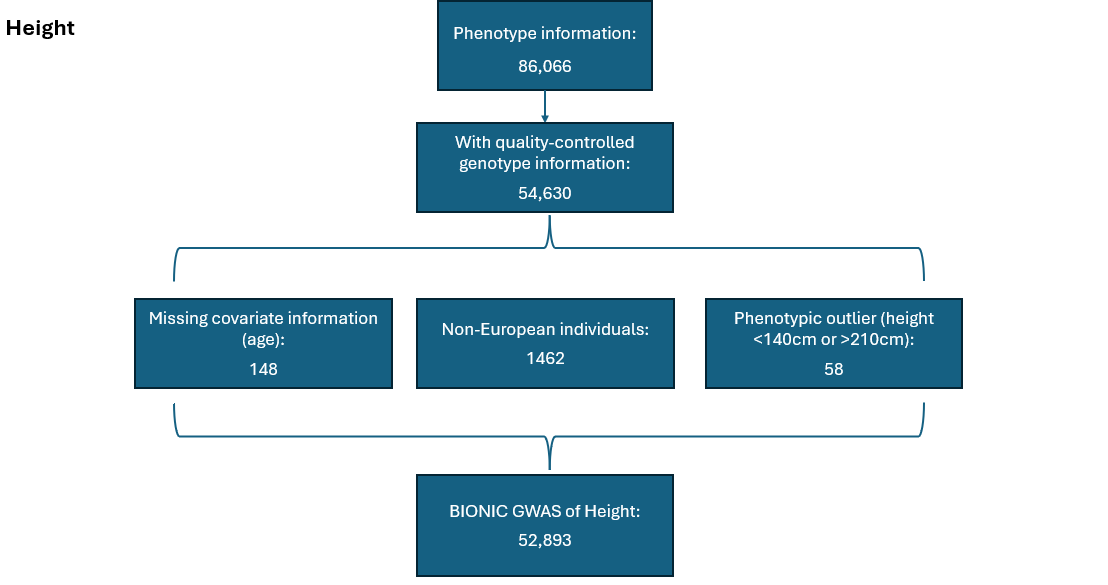 Height
Phenotype information:
86,066
With quality-controlled
genotype information:
54,630
Missing covariate information
(age):
148
Non-European individuals:
1462
Phenotypic outlier (height
<140cm or >210cm):
58
BIONIC GWAS of Height:
52,893